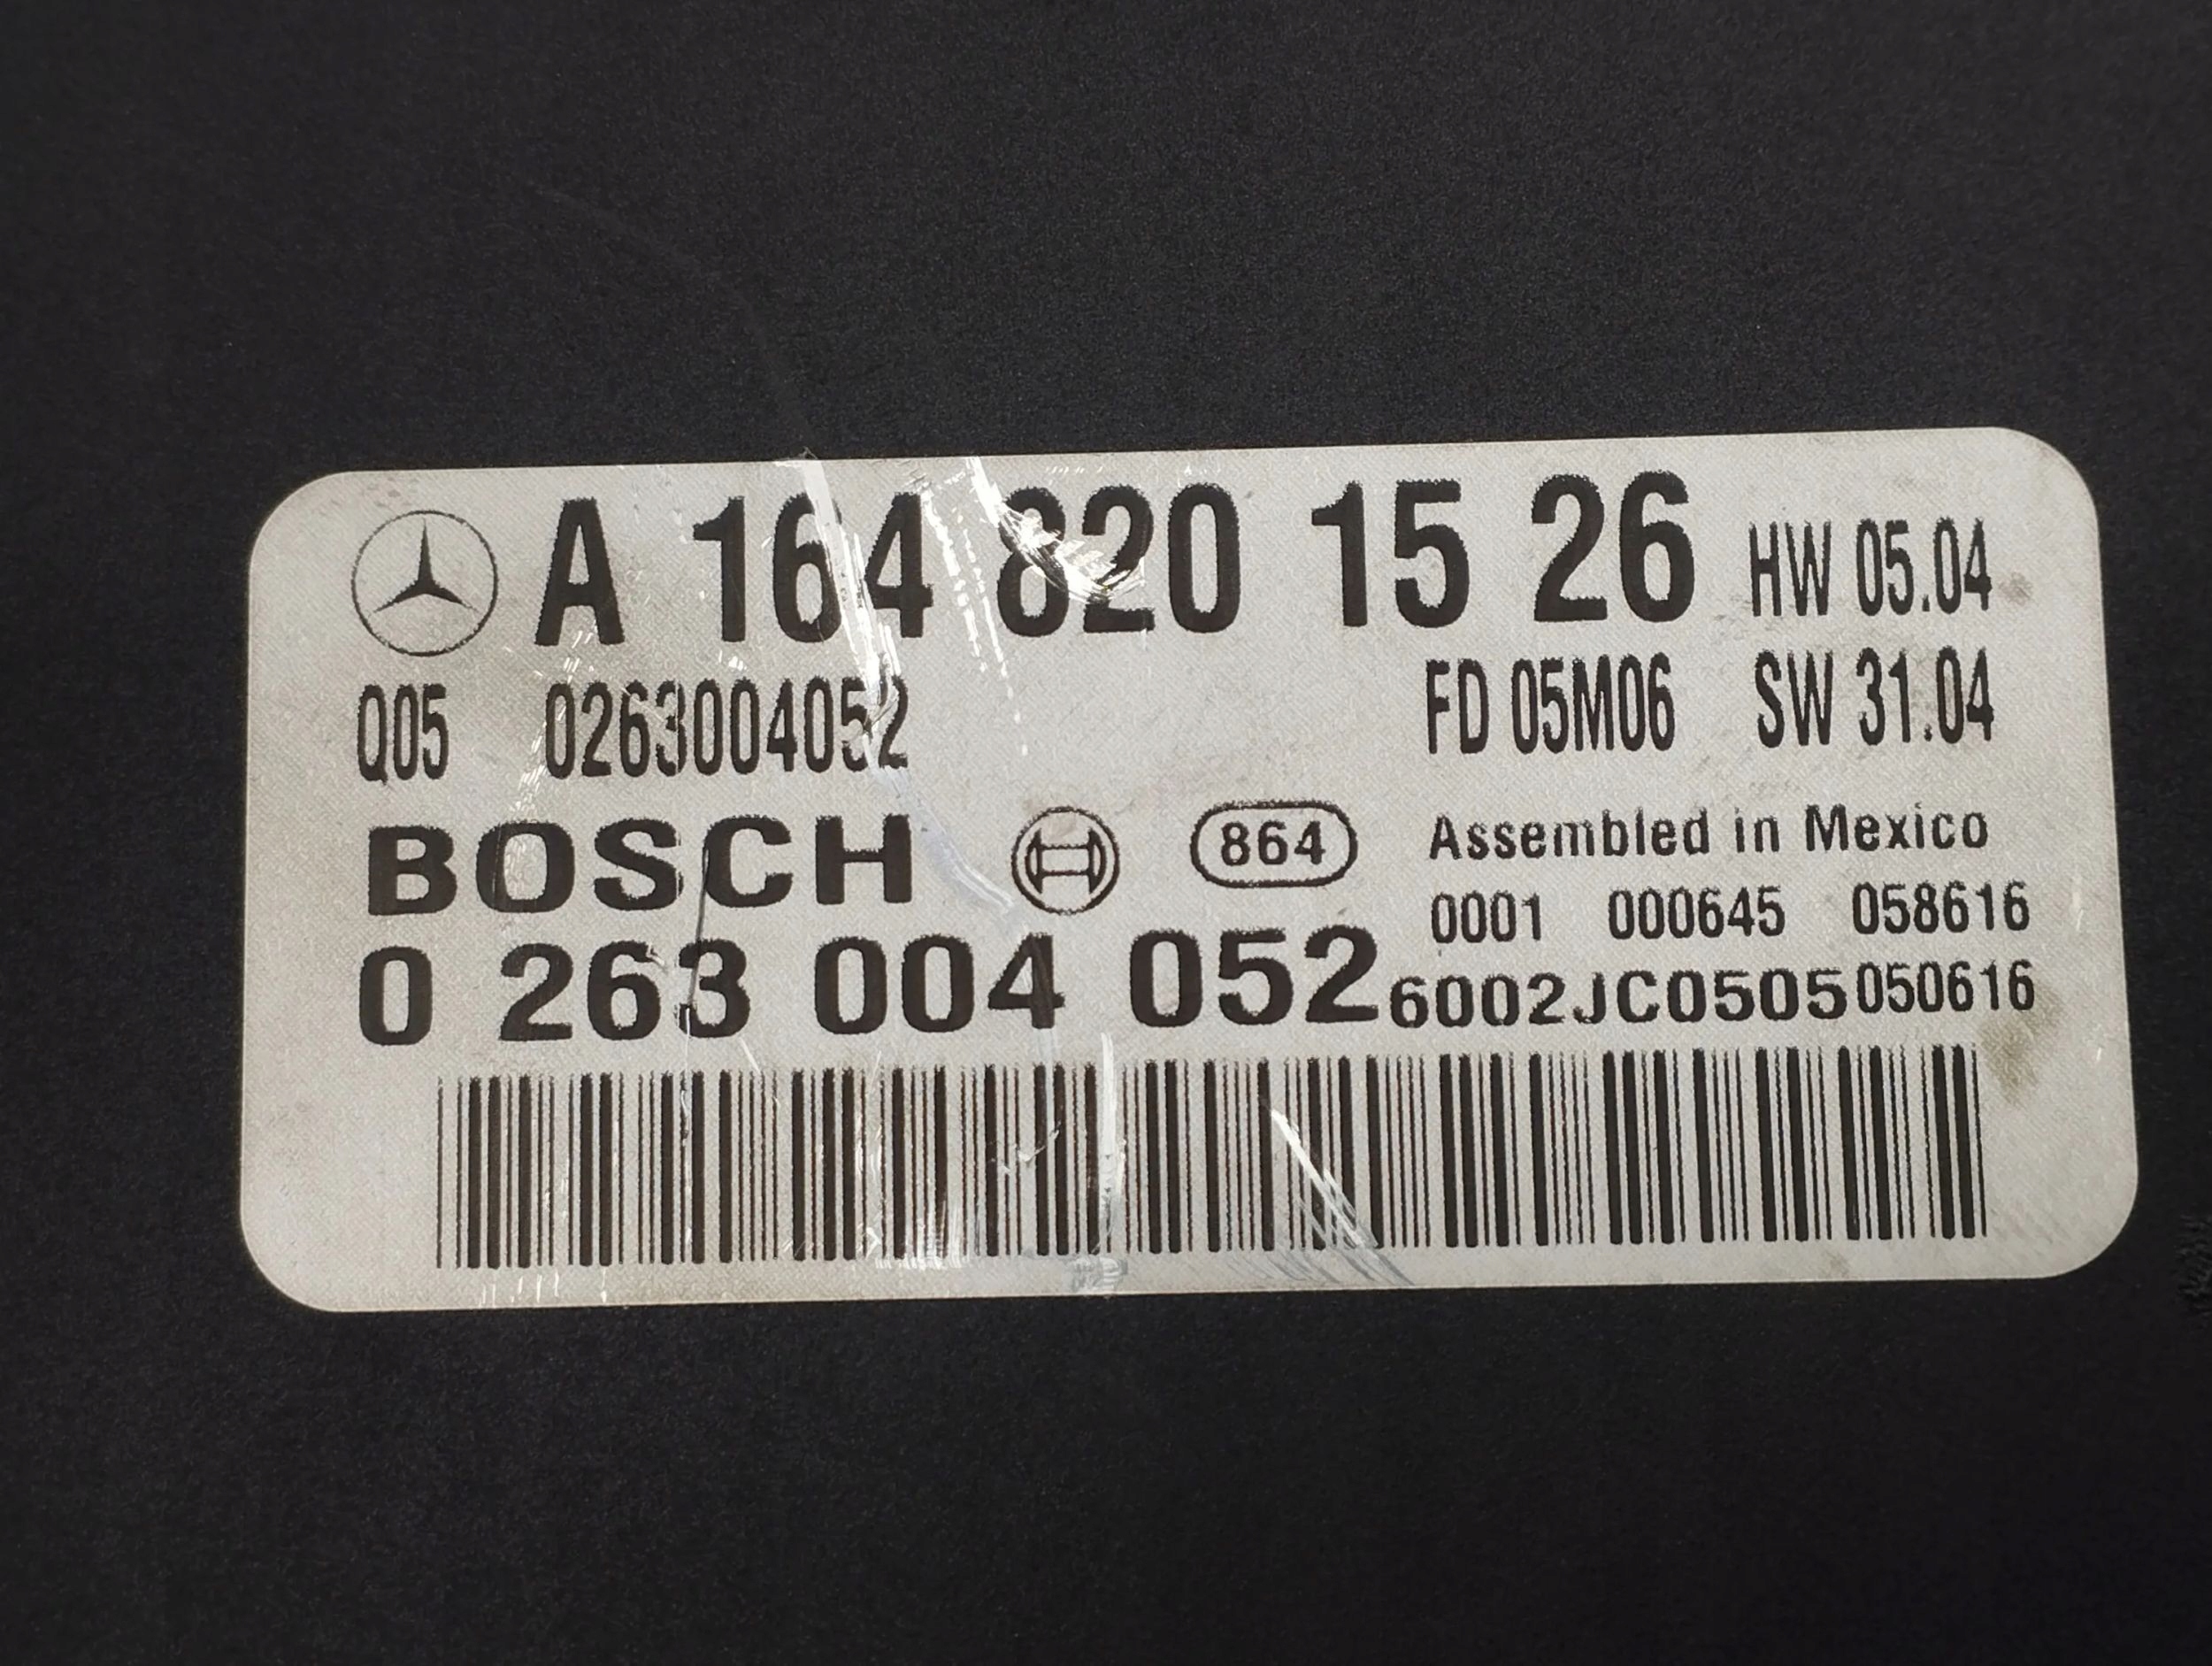 A 164 820 15 26 HW 05.04
Q05 0263004052 FD 05M06 SW 31.04
BOSCH 864 Assembled in Mexico
0001 000645 058616
0 263 004 052 6002JC0505 050616